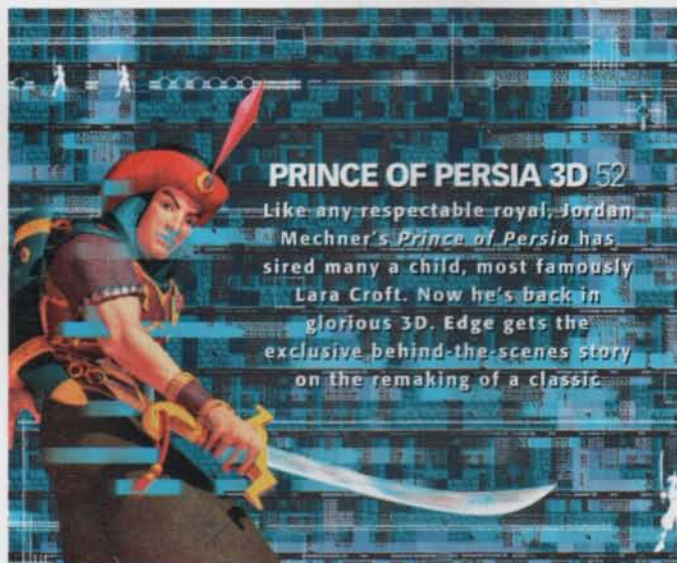 PRINCE OF PERSIA 3D 52
Like any respectable royal, Jordan
Mechner's Prince of Persia has
sired many a child, most famously
Lara Croft. Now he's back in
glorious 3D. Edge gets the
exclusive behind-the-scenes story
on the remaking of a classic